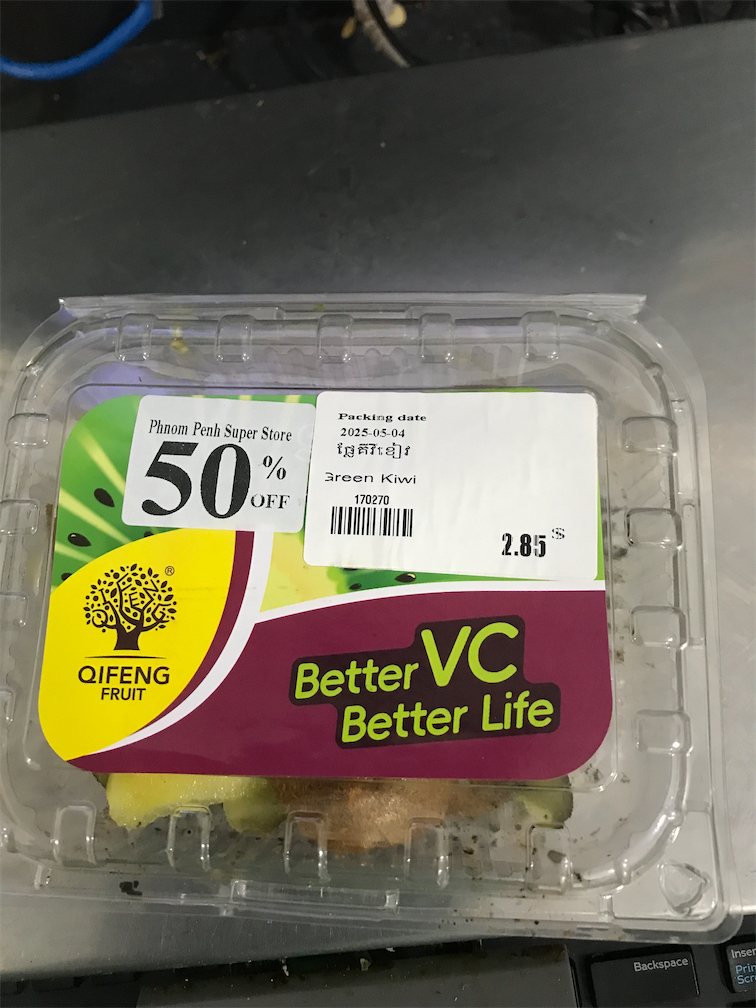 Phnom Penh Super Store
50%
OFF
Packing date
2025-05-04
ផ្លែគីវីខៀវ
Green Kiwi
170270
2.85$
QIFENG
®
QIFENG
FRUIT
Better VC
Better Life
Backspace